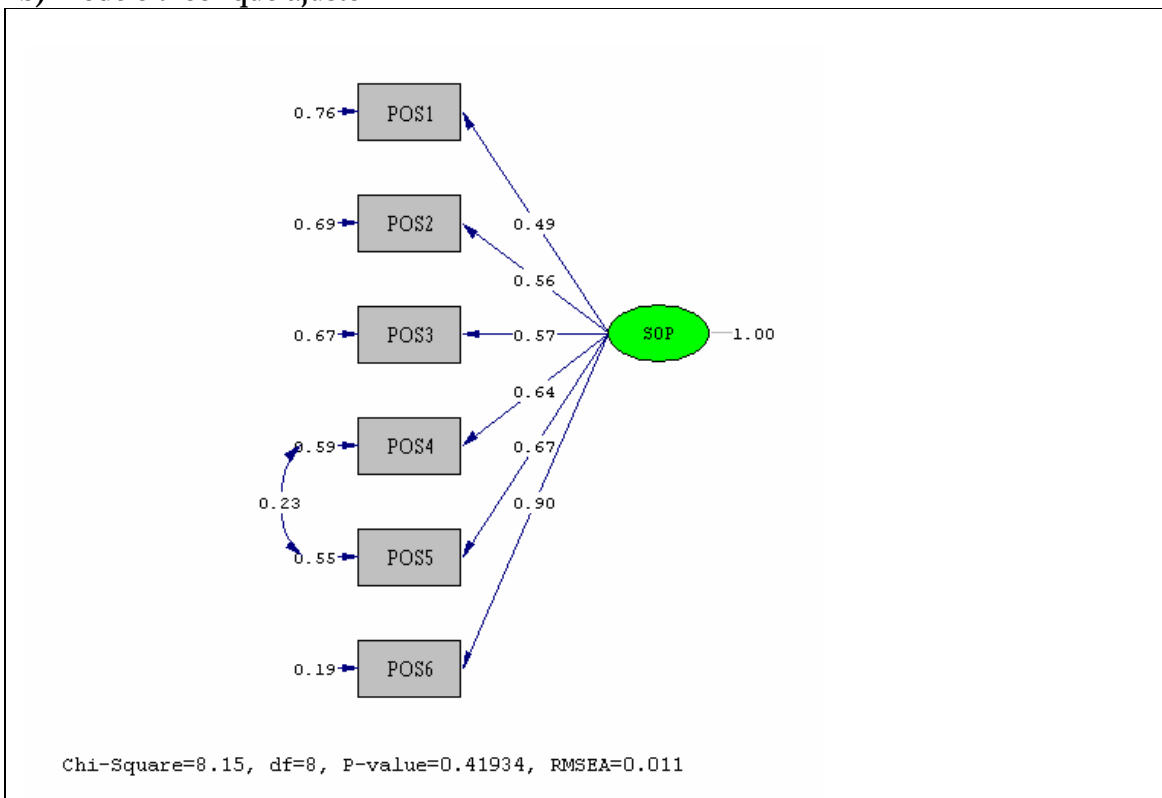 0.76 POS1
0.69 POS2 0.49
0.56
0.67 POS3 0.57 SOP 1.00
0.64
0.59 POS4 0.67
0.23 0.90
0.55 POS5
0.19 POS6
Chi-Square=8.15, df=8, P-value=0.41934, RMSEA=0.011